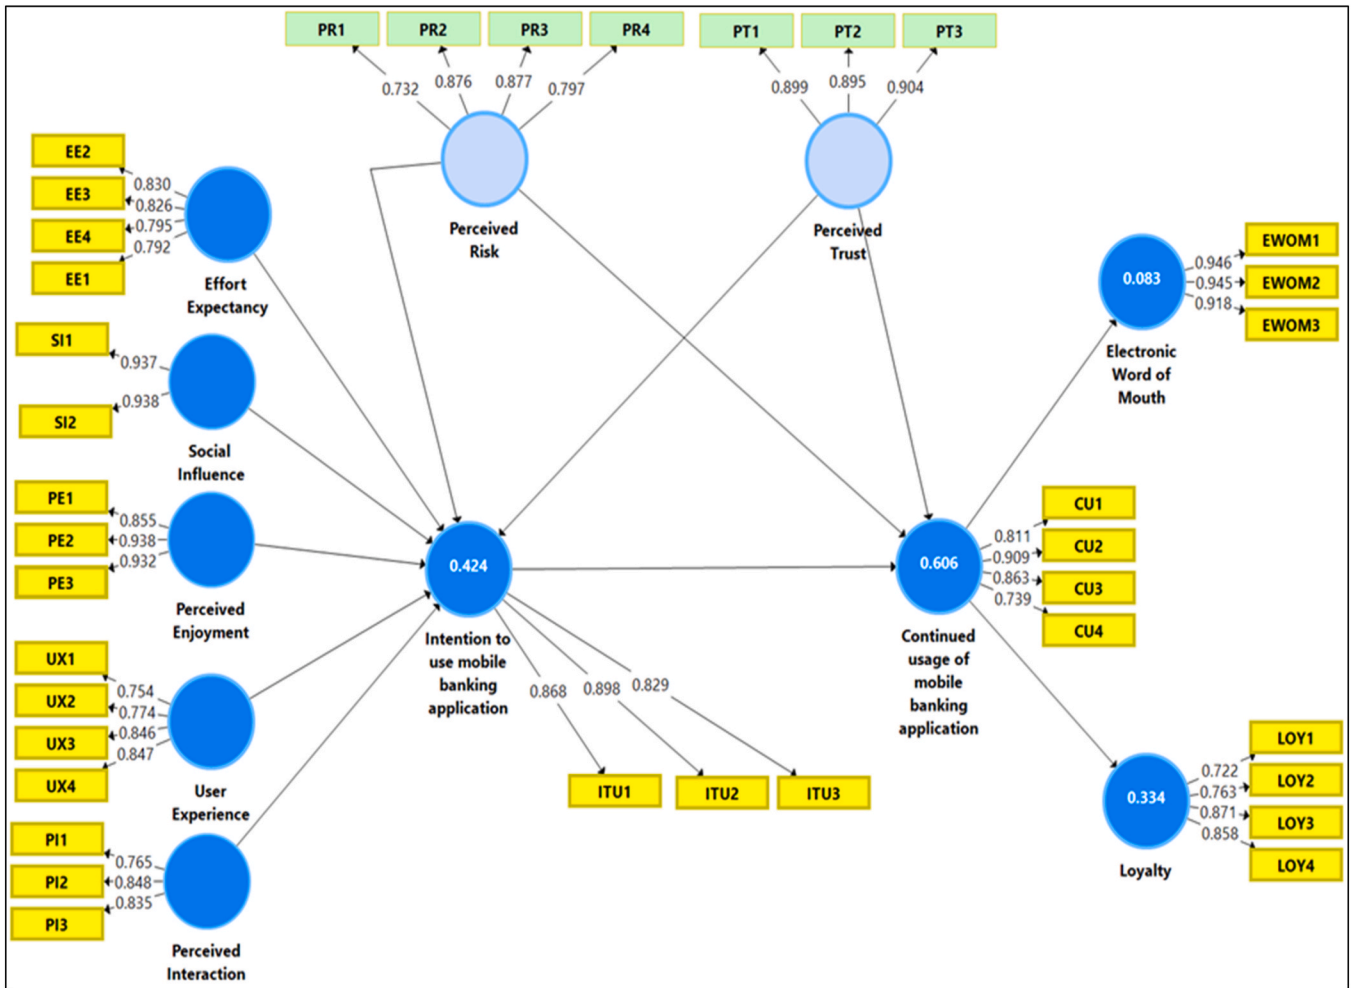 PR1
PR2
PR3
PR4
PT1
PT2
PT3
0.732
0.876
0.877
0.797
0.899
0.895
0.904
Perceived
Risk
Perceived
Trust
EE2
EE3
EE4
EE1
0.830
0.826
0.795
0.792
Effort
Expectancy
SI1
SI2
0.937
0.938
Social
Influence
PE1
PE2
PE3
0.855
0.938
0.932
Perceived
Enjoyment
UX1
UX2
UX3
UX4
0.754
0.774
0.846
0.847
User
Experience
PI1
PI2
PI3
0.765
0.848
0.835
Perceived
Interaction
0.424
Intention to
use mobile
banking
application
0.868
0.898
0.829
ITU1
ITU2
ITU3
0.606
Continued
usage of
mobile
banking
application
0.811
0.909
0.863
0.739
CU1
CU2
CU3
CU4
0.083
Electronic
Word of
Mouth
0.946
0.945
0.918
EWOM1
EWOM2
EWOM3
0.334
Loyalty
0.722
0.763
0.871
0.858
LOY1
LOY2
LOY3
LOY4